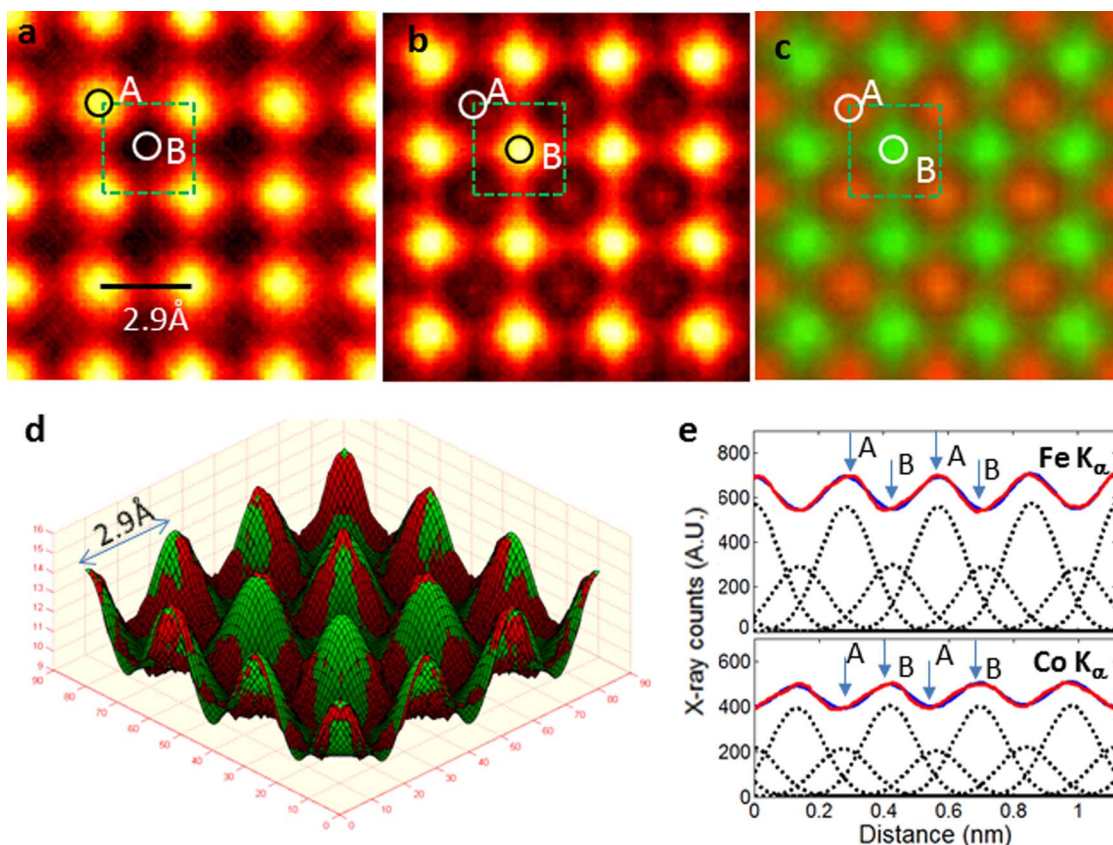 a
A
B
2.9Å
b
A
B
c
A
B
d
2.9Å
16
15
14
13
12
11
10
9
90
80
70
60
50
40
30
20
10
0
0
10
20
30
40
50
60
70
80
90
e
X-ray counts (A.U.)
800
600
400
200
0
A
B
A
B
Fe Kα
600
400
200
0
A
B
A
B
Co Kα
0 0.2 0.4 0.6 0.8 1
Distance (nm)